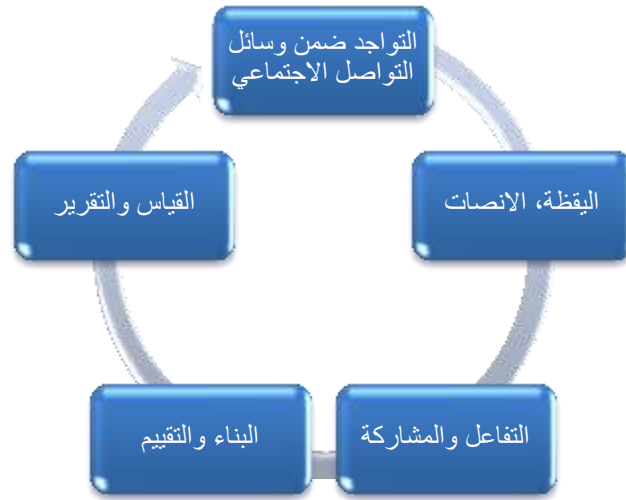 التواجد ضمن وسائل
التواصل الاجتماعي
اليقظة، الانصات
التفاعل والمشاركة
البناء والتقييم
القياس والتقرير